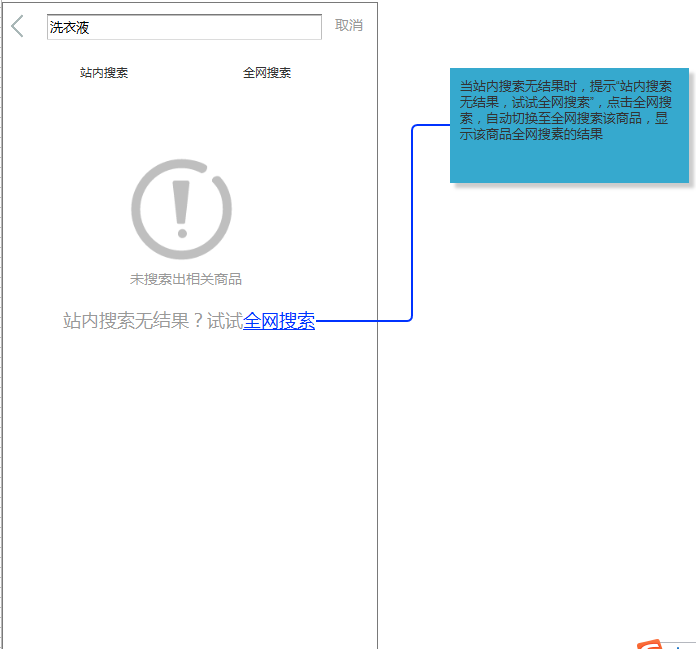 洗衣液
取消
站内搜索
全网搜索
未搜索出相关商品
站内搜索无结果？试试全网搜索
当站内搜索无结果时，提示“站内搜索
无结果，试试全网搜索”，点击全网搜
索，自动切换至全网搜索该商品，显
示该商品全网搜素的结果